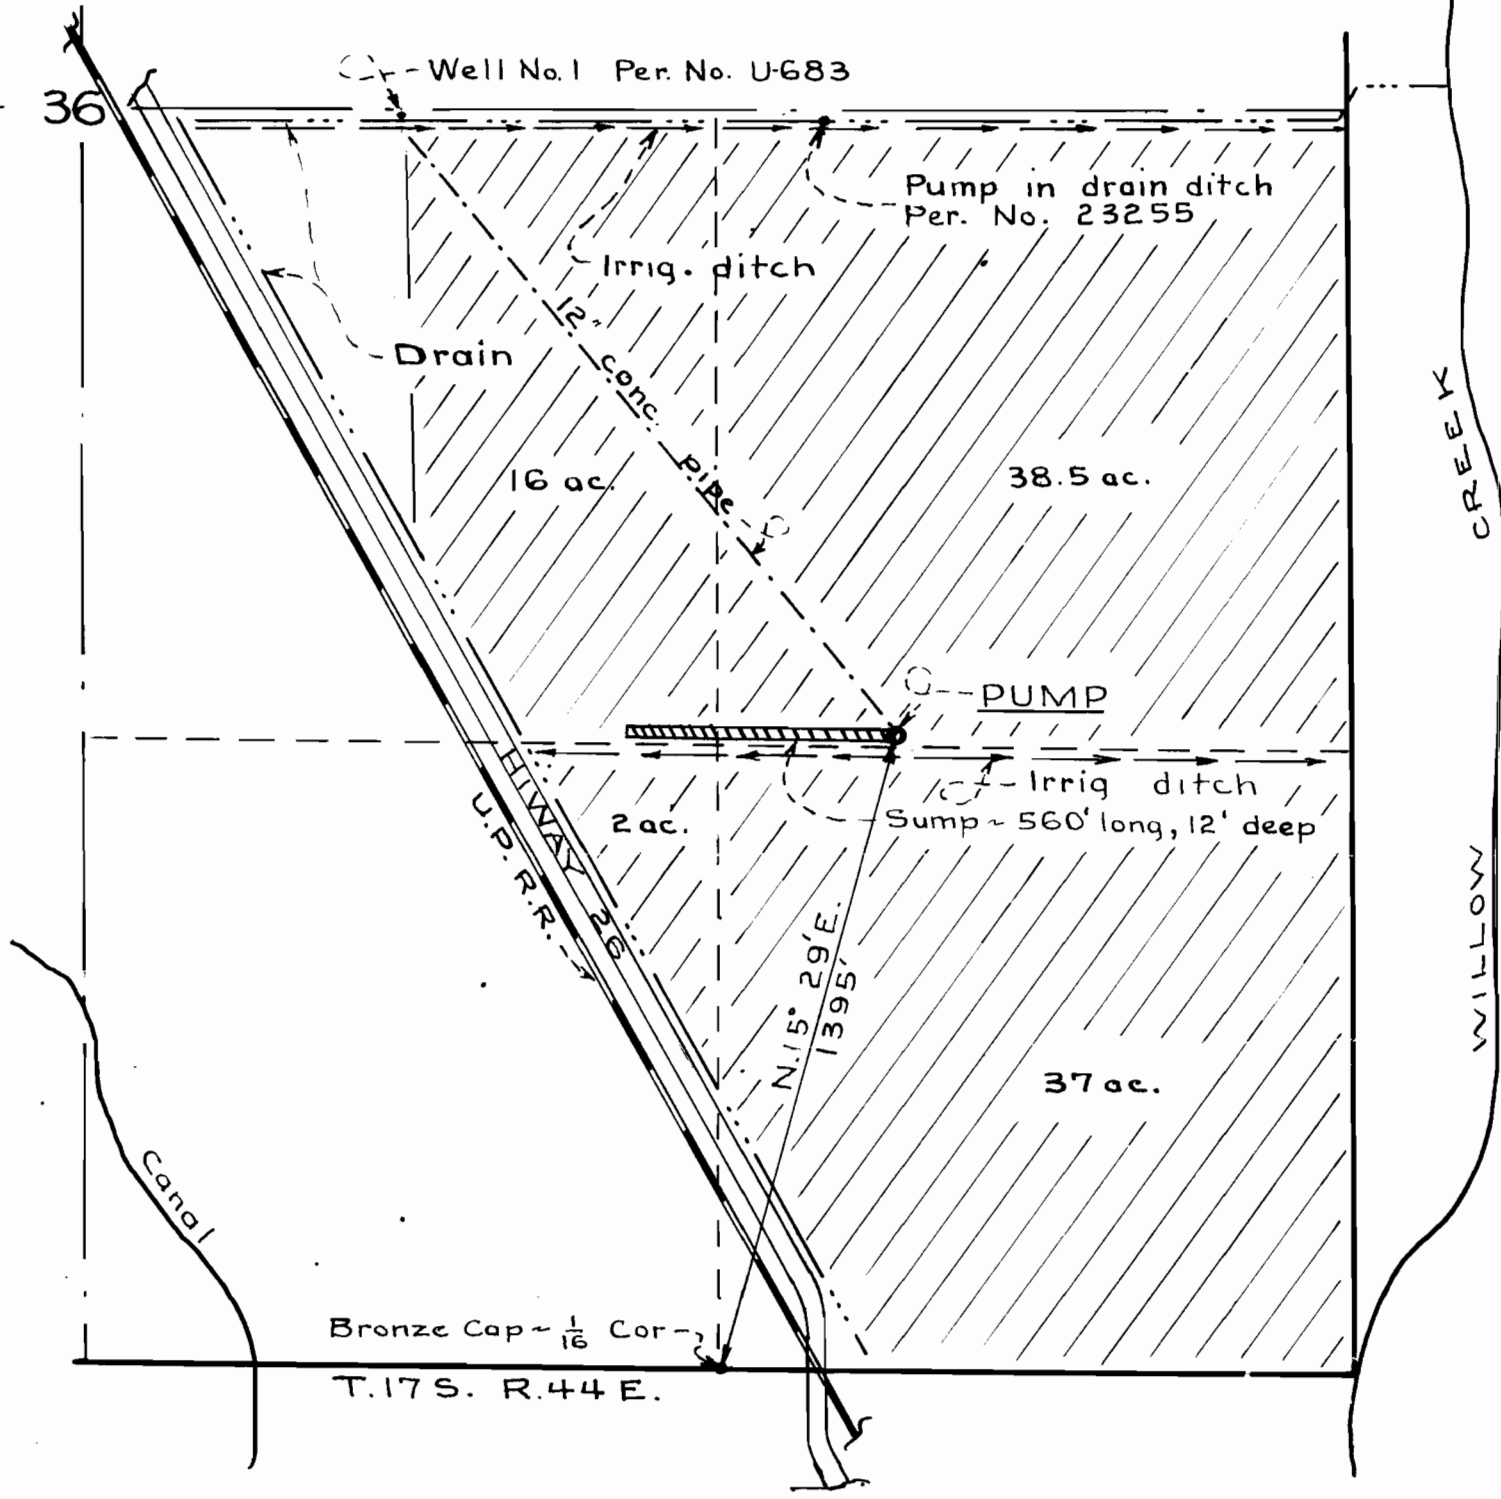 Well No. 1 Per. No. U-683
36
Pump in drain ditch
Per. No. 23255
Irrig. ditch
Drain
12" conc. pipe
16 ac.
38.5 ac.
CREEK
PUMP
Irrig ditch
Sump ~ 560' long, 12' deep
2 ac.
HIWAY 26
U.P.R.R.
N.15° 29'E.
1395'
WILLOW
37 ac.
Canal
Bronze Cap ~ 1/16 Cor
T.17 S. R.44 E.